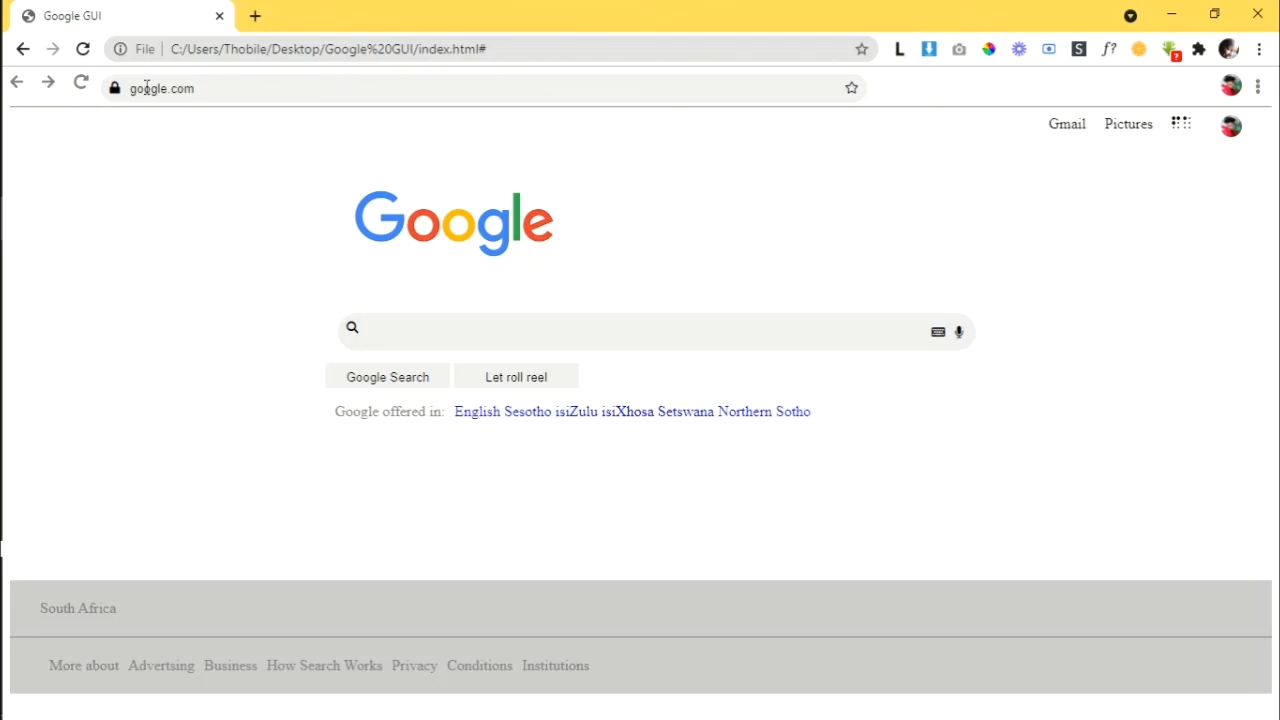 Google GUI
File C:/Users/Thobile/Desktop/Google%20GUI/index.html#
L S f? ?
google.com
Gmail Pictures
Google
Google Search Let roll reel
Google offered in: English Sesotho isiZulu isiXhosa Setswana Northern Sotho
South Africa
More about Advertsing Business How Search Works Privacy Conditions Institutions